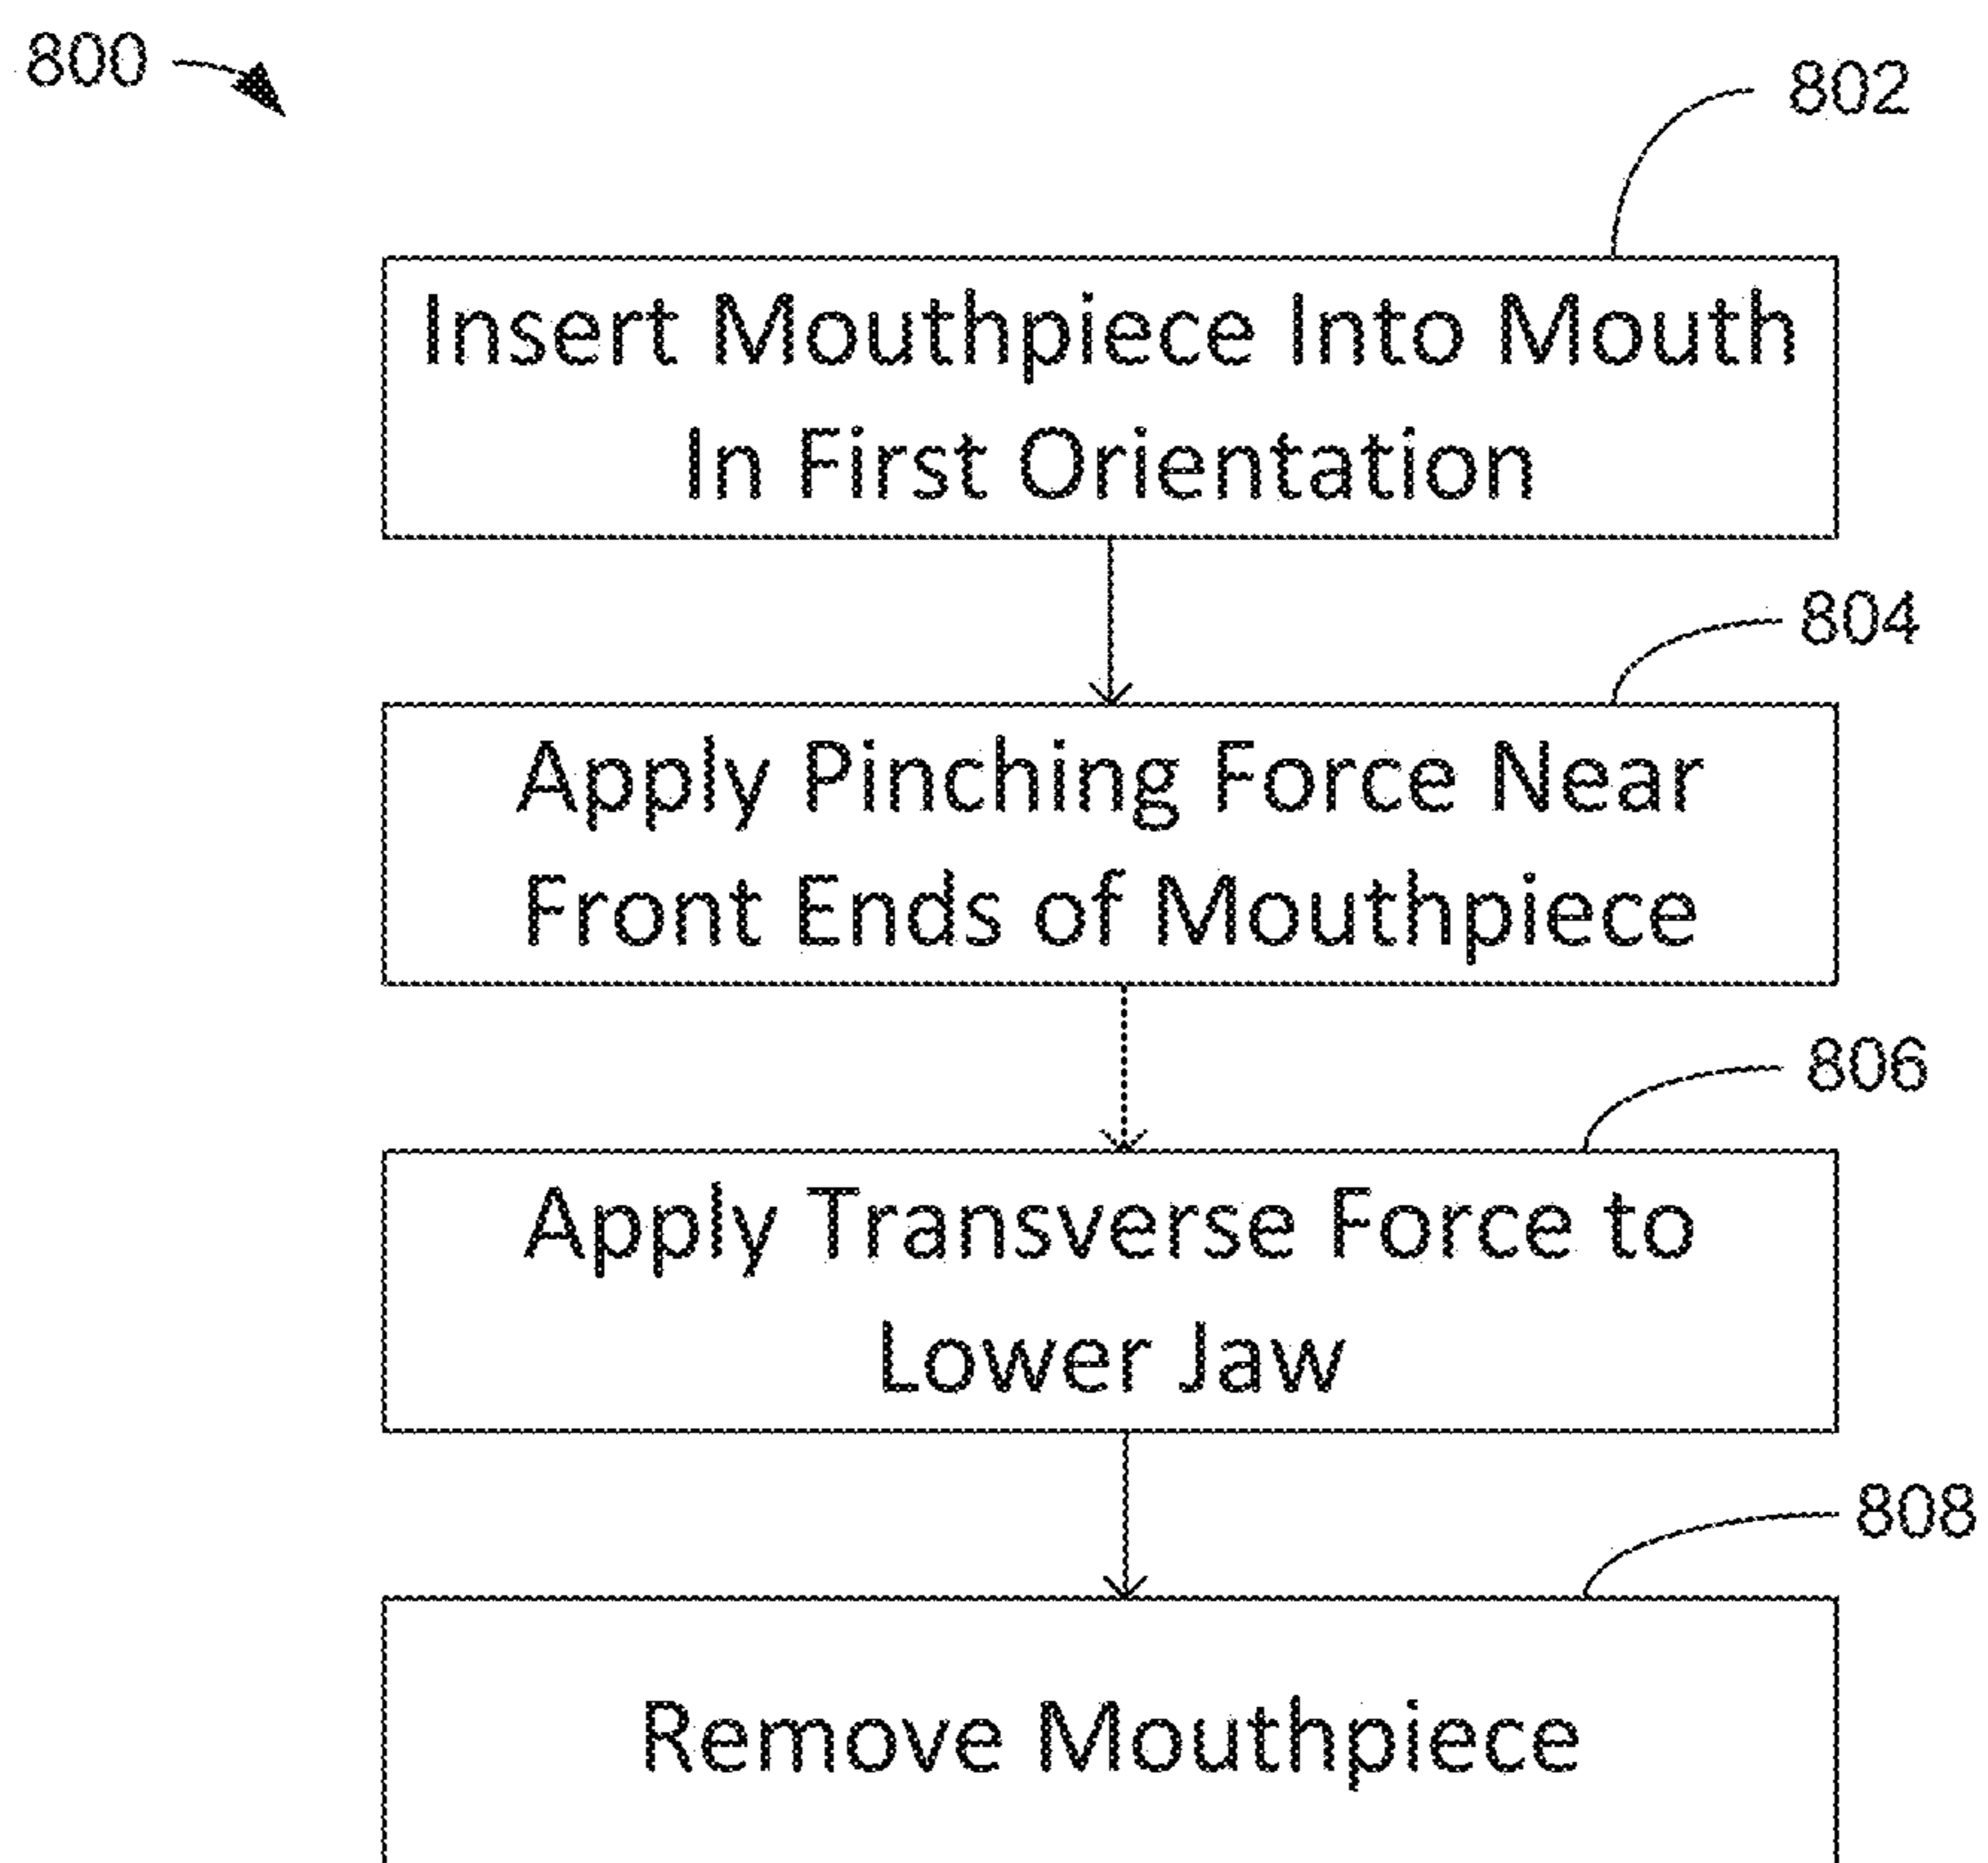 800
802
Insert Mouthpiece Into Mouth
In First Orientation
804
Apply Pinching Force Near
Front Ends of Mouthpiece
806
Apply Transverse Force to
Lower Jaw
808
Remove Mouthpiece